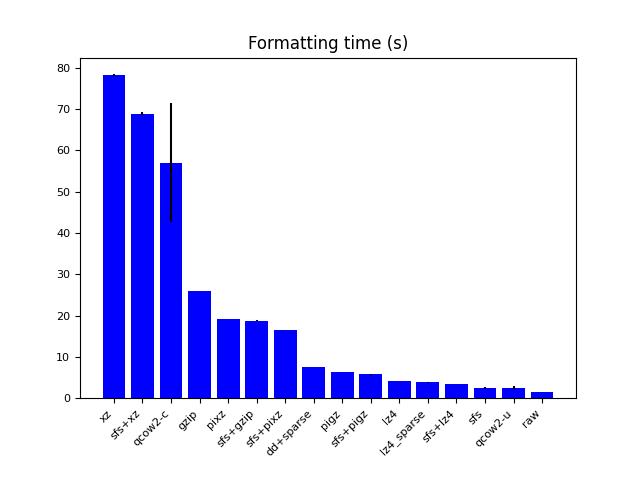 Formatting time (s)
80
70
60
50
40
30
20
10
0
xz
sfs+xz
qcow2-c
gzip
pixz
sfs+gzip
sfs+pixz
dd+sparse
pigz
sfs+pigz
lz4
lz4_sparse
sfs+lz4
sfs
qcow2-u
raw